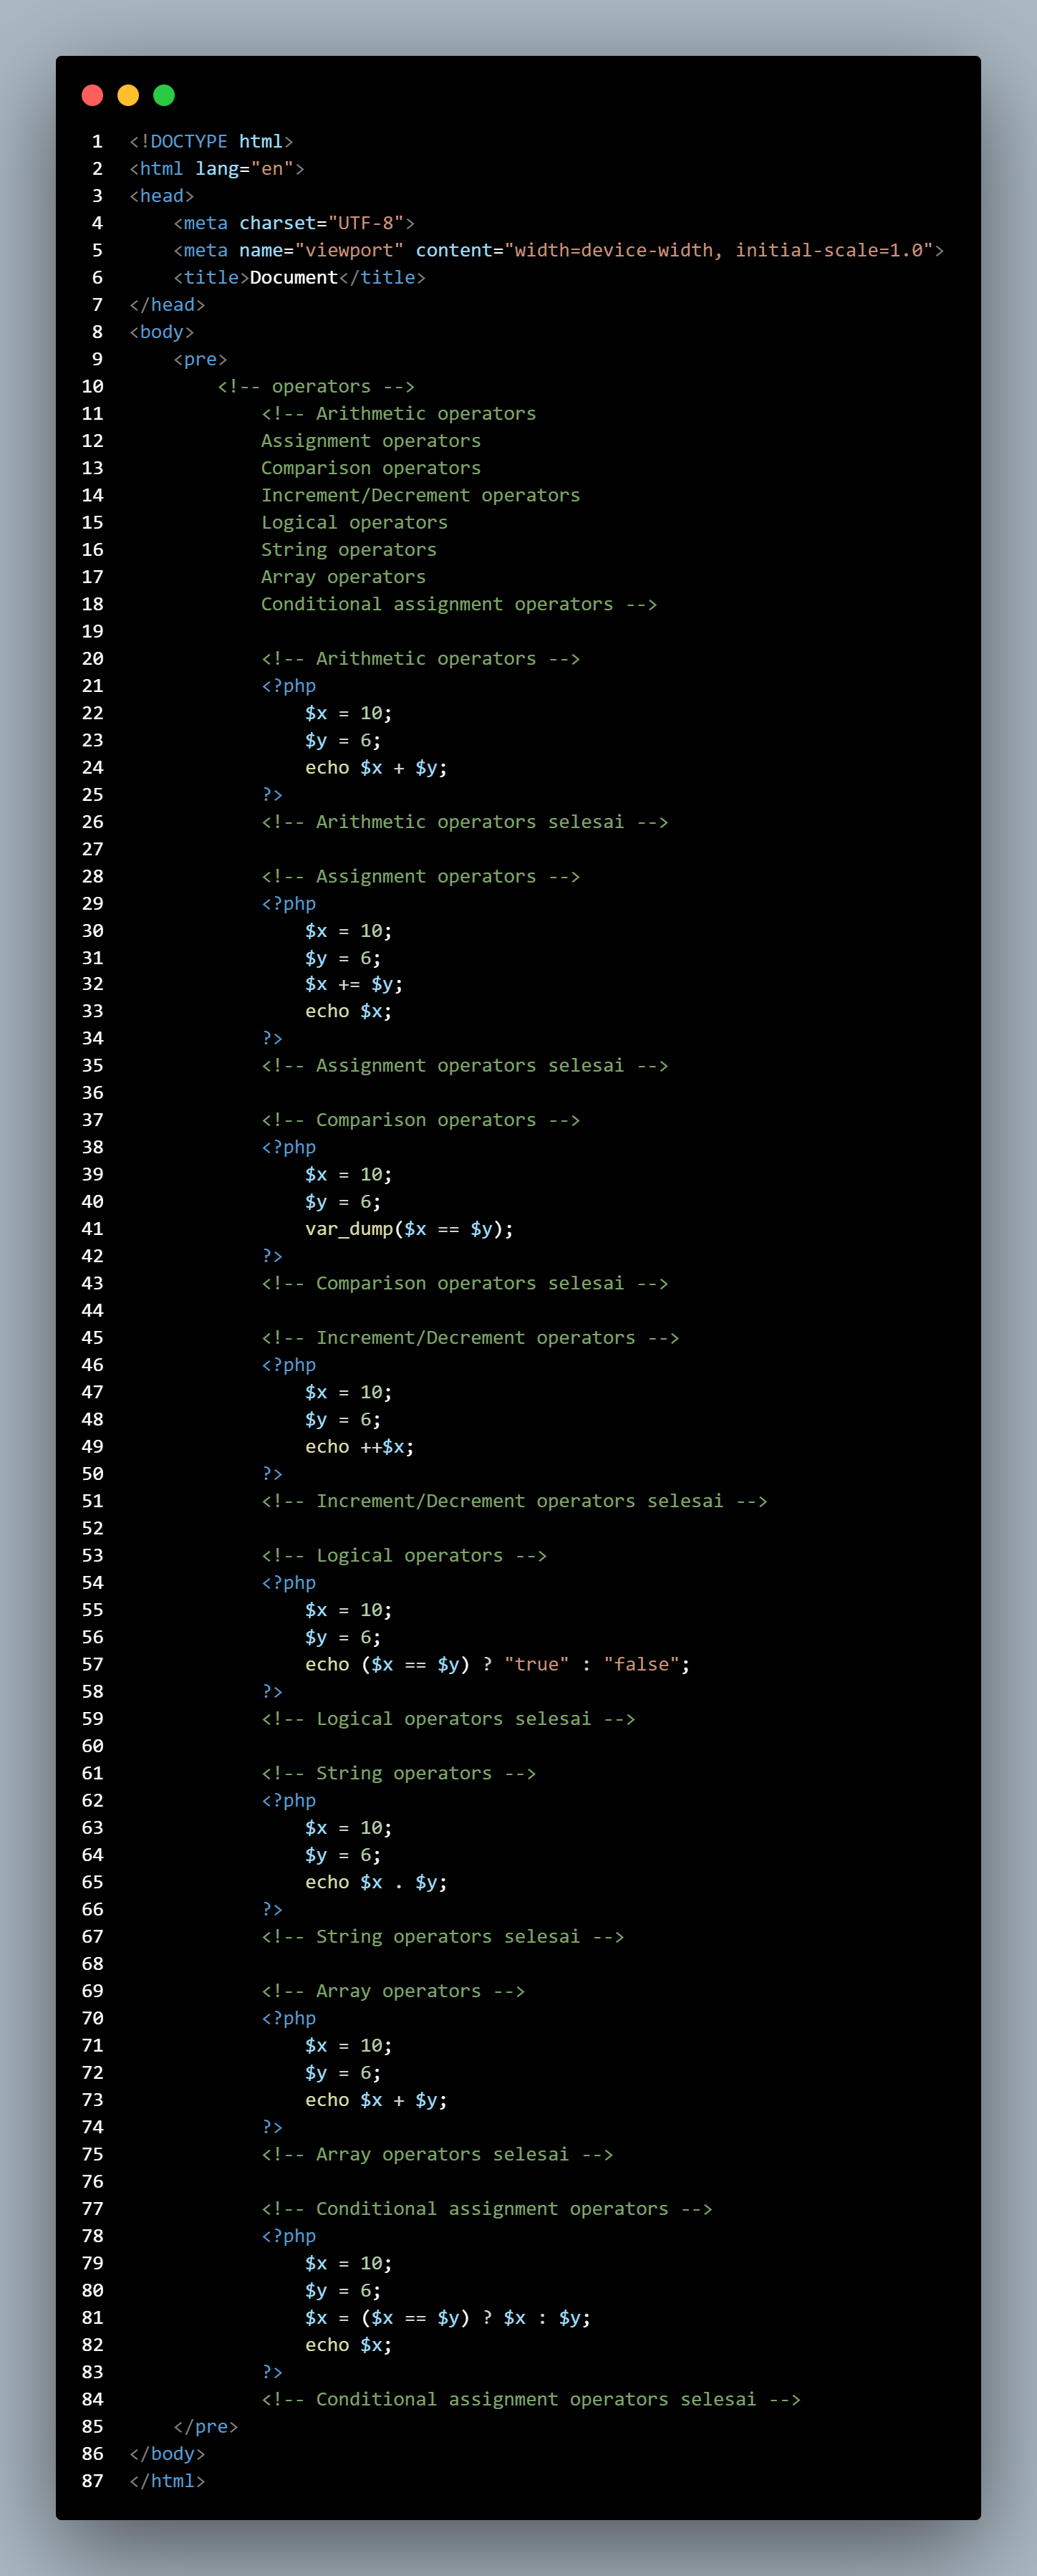 1 <!DOCTYPE html>
2 <html lang="en">
3 <head>
4     <meta charset="UTF-8">
5     <meta name="viewport" content="width=device-width, initial-scale=1.0">
6     <title>Document</title>
7 </head>
8 <body>
9     <pre>
10         <!-- operators -->
11             <!-- Arithmetic operators
12             Assignment operators
13             Comparison operators
14             Increment/Decrement operators
15             Logical operators
16             String operators
17             Array operators
18             Conditional assignment operators -->
19
20             <!-- Arithmetic operators -->
21             <?php
22                 $x = 10;
23                 $y = 6;
24                 echo $x + $y;
25             ?>
26             <!-- Arithmetic operators selesai -->
27
28             <!-- Assignment operators -->
29             <?php
30                 $x = 10;
31                 $y = 6;
32                 $x += $y;
33                 echo $x;
34             ?>
35             <!-- Assignment operators selesai -->
36
37             <!-- Comparison operators -->
38             <?php
39                 $x = 10;
40                 $y = 6;
41                 var_dump($x == $y);
42             ?>
43             <!-- Comparison operators selesai -->
44
45             <!-- Increment/Decrement operators -->
46             <?php
47                 $x = 10;
48                 $y = 6;
49                 echo ++$x;
50             ?>
51             <!-- Increment/Decrement operators selesai -->
52
53             <!-- Logical operators -->
54             <?php
55                 $x = 10;
56                 $y = 6;
57                 echo ($x == $y) ? "true" : "false";
58             ?>
59             <!-- Logical operators selesai -->
60
61             <!-- String operators -->
62             <?php
63                 $x = 10;
64                 $y = 6;
65                 echo $x . $y;
66             ?>
67             <!-- String operators selesai -->
68
69             <!-- Array operators -->
70             <?php
71                 $x = 10;
72                 $y = 6;
73                 echo $x + $y;
74             ?>
75             <!-- Array operators selesai -->
76
77             <!-- Conditional assignment operators -->
78             <?php
79                 $x = 10;
80                 $y = 6;
81                 $x = ($x == $y) ? $x : $y;
82                 echo $x;
83             ?>
84             <!-- Conditional assignment operators selesai -->
85     </pre>
86 </body>
87 </html>